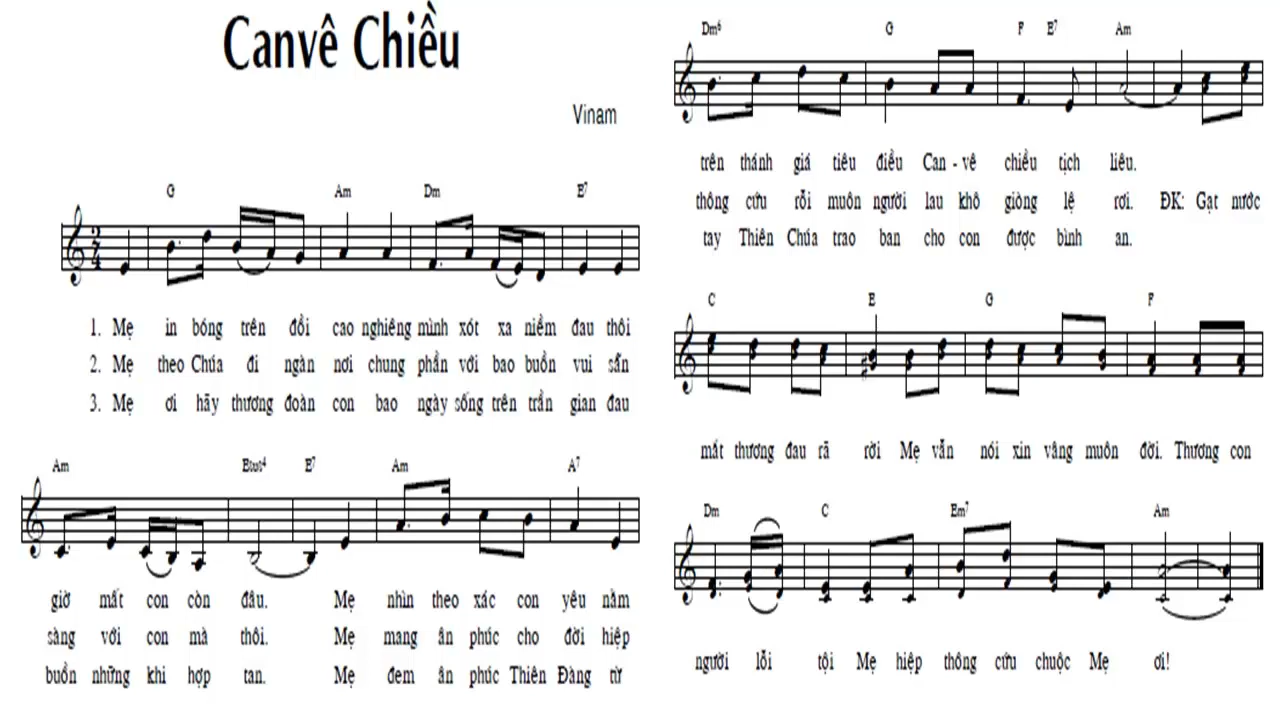 Canvê Chiều
Vinam
G Am Dm E7
2
4
1. Mẹ in bóng trên đồi cao nghiêng mình xót xa niềm đau thôi
2. Mẹ theo Chúa đi ngàn nơi chung phần với bao buồn vui sẵn
3. Mẹ ơi hãy thương đoàn con bao ngày sống trên trần gian đau
Am E7 Am A7
giờ mất con còn đâu. Mẹ nhìn theo xác con yêu nằm
sàng với con mà thôi. Mẹ mang ân phúc cho đời hiệp
buồn những khi hợp tan. Mẹ đem ân phúc Thiên Đàng từ
Dm6 G F E7 Am
trên thánh giá tiêu điều Can - vê chiều tịch liêu.
thông cứu rỗi muôn người lau khô giòng lệ rơi. ĐK: Gạt nước
tay Thiên Chúa trao ban cho con được bình an.
C E G F
mắt thương đau rã rời Mẹ vẫn nói xin vâng muôn đời. Thương con
Dm C Em7 Am
người lỗi tội Mẹ hiệp thông cứu chuộc Mẹ ơi!